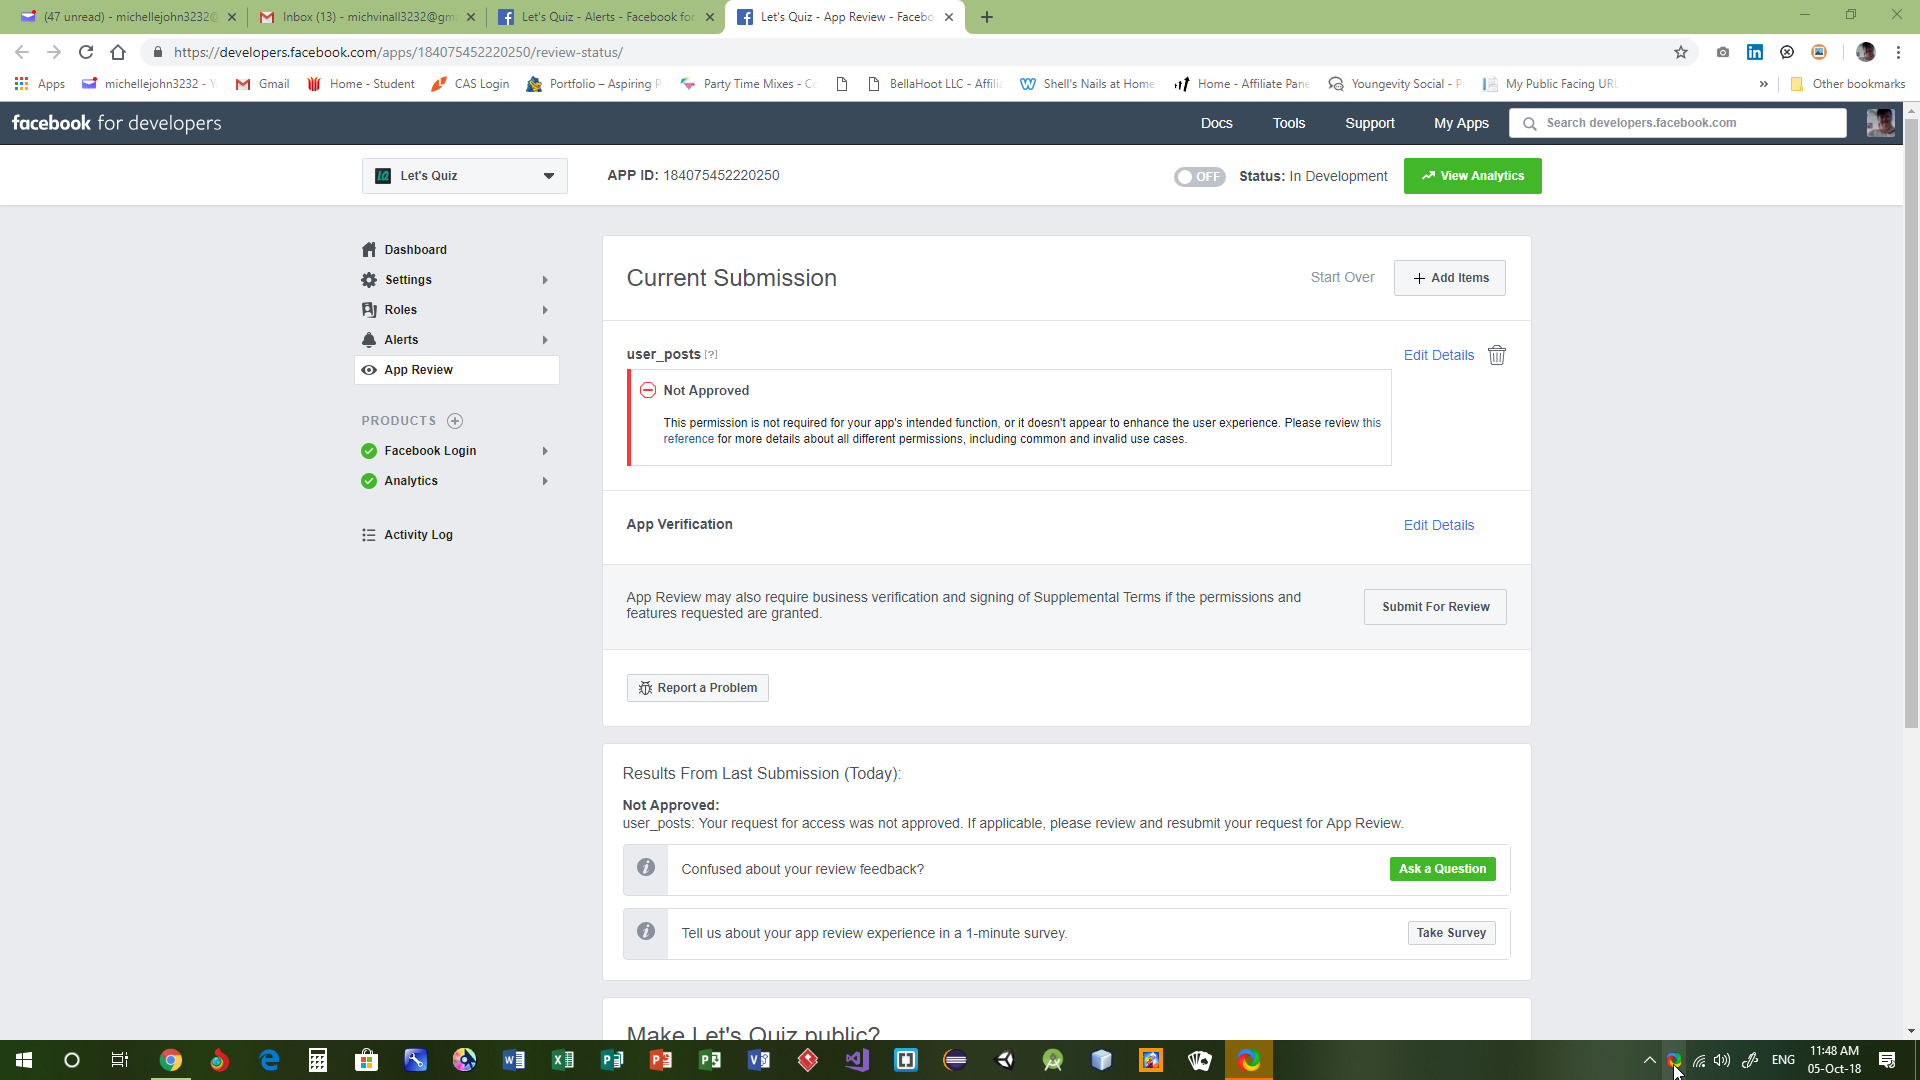 (47 unread) - michellejohn3232@
Inbox (13) - michvinall3232@gm
Let's Quiz - Alerts - Facebook for
Let's Quiz - App Review - Facebo
https://developers.facebook.com/apps/184075452220250/review-status/
Apps
michellejohn3232 - Y
Gmail
Home - Student
CAS Login
Portfolio – Aspiring P
Party Time Mixes - Co
BellaHoot LLC - Affili
Shell's Nails at Home
Home - Affiliate Pane
Youngevity Social - P
My Public Facing URL
»
Other bookmarks
facebook for developers
Docs
Tools
Support
My Apps
Search developers.facebook.com
Let's Quiz
APP ID: 184075452220250
OFF
Status: In Development
View Analytics
Dashboard
Settings
Roles
Alerts
App Review
PRODUCTS
Facebook Login
Analytics
Activity Log
Current Submission
Start Over
Add Items
user_posts [?]
Edit Details
Not Approved
This permission is not required for your app's intended function, or it doesn't appear to enhance the user experience. Please review this
reference for more details about all different permissions, including common and invalid use cases.
App Verification
Edit Details
App Review may also require business verification and signing of Supplemental Terms if the permissions and
features requested are granted.
Submit For Review
Report a Problem
Results From Last Submission (Today):
Not Approved:
user_posts: Your request for access was not approved. If applicable, please review and resubmit your request for App Review.
Confused about your review feedback?
Ask a Question
Tell us about your app review experience in a 1-minute survey.
Take Survey
Make Let's Quiz public?
ENG
11:48 AM
05-Oct-18